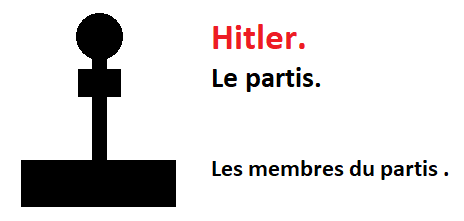 Hitler.
Le partis.
Les membres du partis .